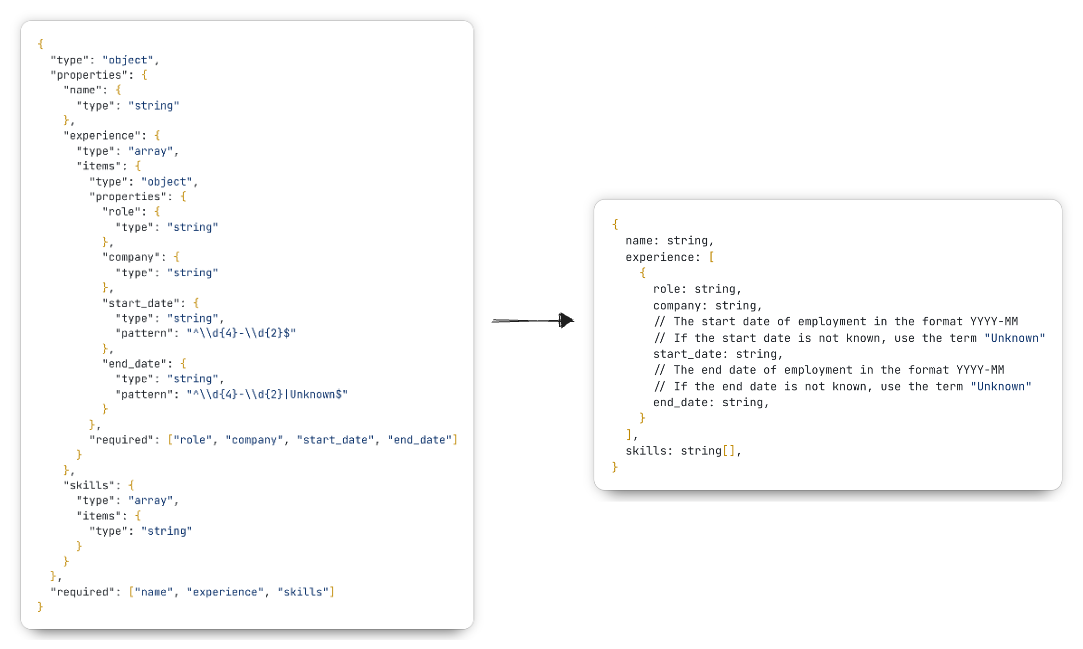 {
  "type": "object",
  "properties": {
    "name": {
      "type": "string"
    },
    "experience": {
      "type": "array",
      "items": {
        "type": "object",
        "properties": {
          "role": {
            "type": "string"
          },
          "company": {
            "type": "string"
          },
          "start_date": {
            "type": "string",
            "pattern": "^\\d{4}-\\d{2}$"
          },
          "end_date": {
            "type": "string",
            "pattern": "^\\d{4}-\\d{2}|Unknown$"
          }
        },
        "required": ["role", "company", "start_date", "end_date"]
      }
    },
    "skills": {
      "type": "array",
      "items": {
        "type": "string"
      }
    }
  },
  "required": ["name", "experience", "skills"]
}
{
  name: string,
  experience: [
    {
      role: string,
      company: string,
      // The start date of employment in the format YYYY-MM
      // If the start date is not known, use the term "Unknown"
      start_date: string,
      // The end date of employment in the format YYYY-MM
      // If the end date is not known, use the term "Unknown"
      end_date: string,
    }
  ],
  skills: string[],
}